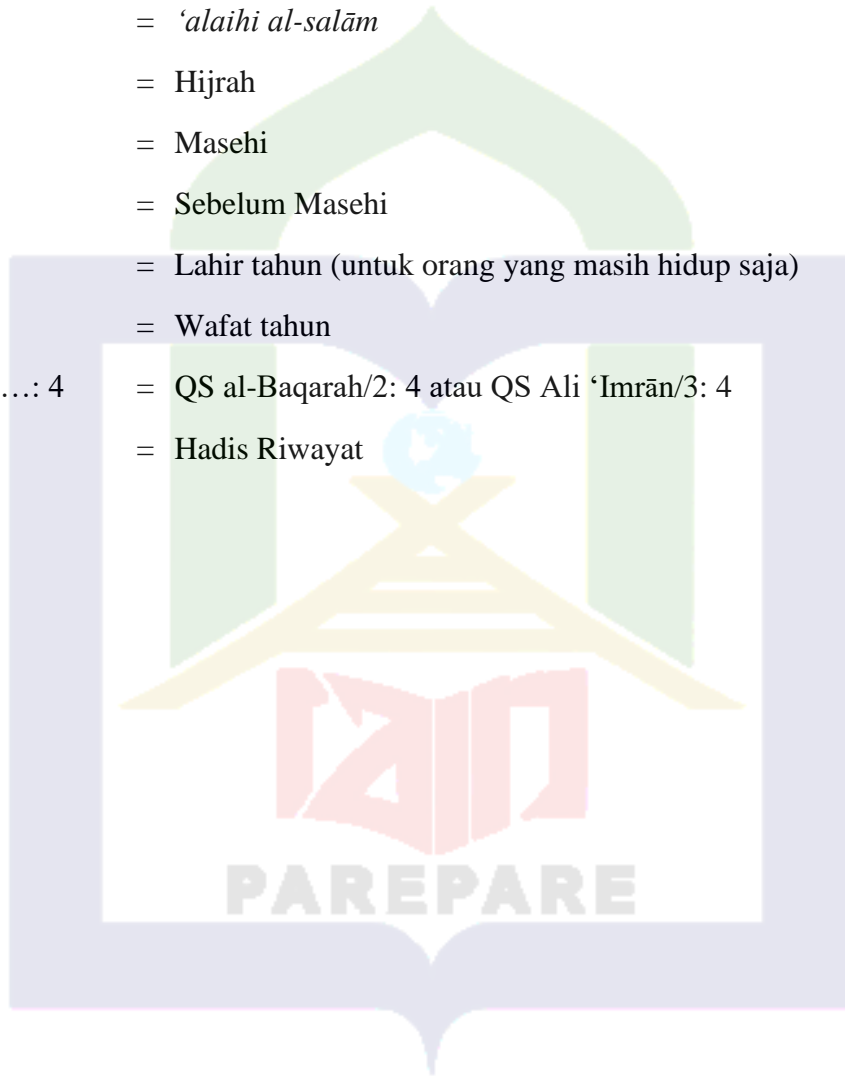 = ‘alaihi al-salām
= Hijrah
= Masehi
= Sebelum Masehi
= Lahir tahun (untuk orang yang masih hidup saja)
= Wafat tahun
…: 4 = QS al-Baqarah/2: 4 atau QS Ali ‘Imrān/3: 4
= Hadis Riwayat
iain
PAREPARE